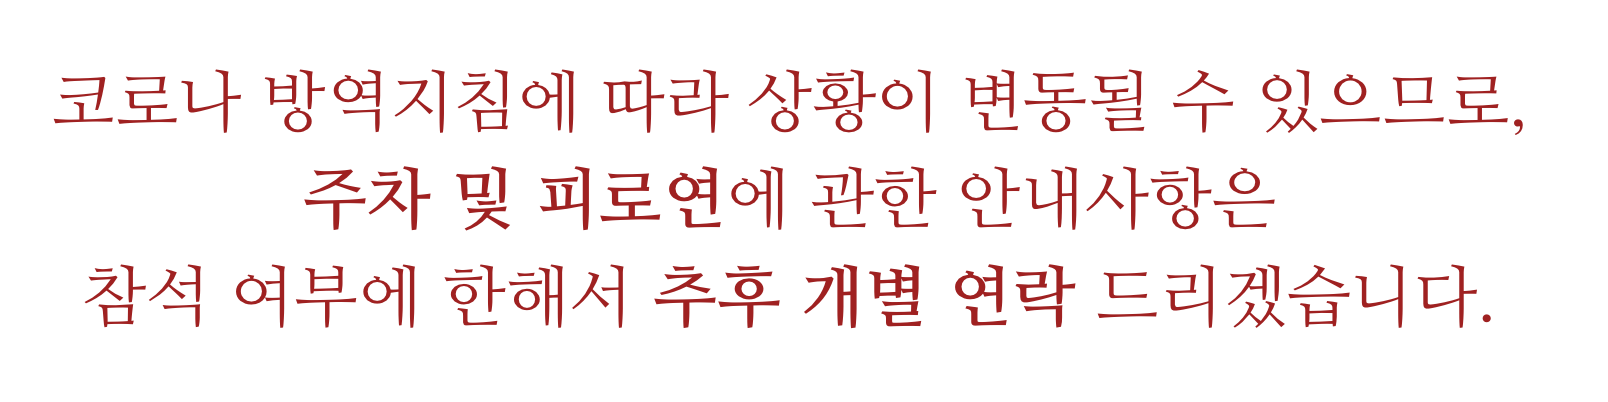 코로나 방역지침에 따라 상황이 변동될 수 있으므로,
주차 및 피로연에 관한 안내사항은
참석 여부에 한해서 추후 개별 연락 드리겠습니다.